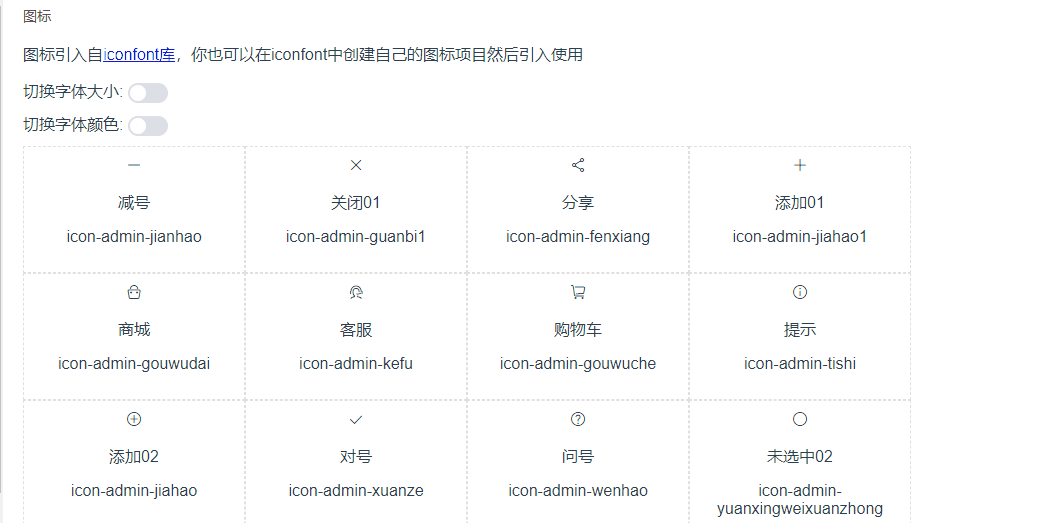 图标
图标引入自iconfont库，你也可以在iconfont中创建自己的图标项目然后引入使用
切换字体大小:
切换字体颜色:
减号 关闭01 分享 添加01
icon-admin-jianhao icon-admin-guanbi1 icon-admin-fenxiang icon-admin-jiahao1
商城 客服 购物车 提示
icon-admin-gouwudai icon-admin-kefu icon-admin-gouwuche icon-admin-tishi
添加02 对号 问号 未选中02
icon-admin-jiahao icon-admin-xuanze icon-admin-wenhao icon-admin-
yuanxingweixuanzhong